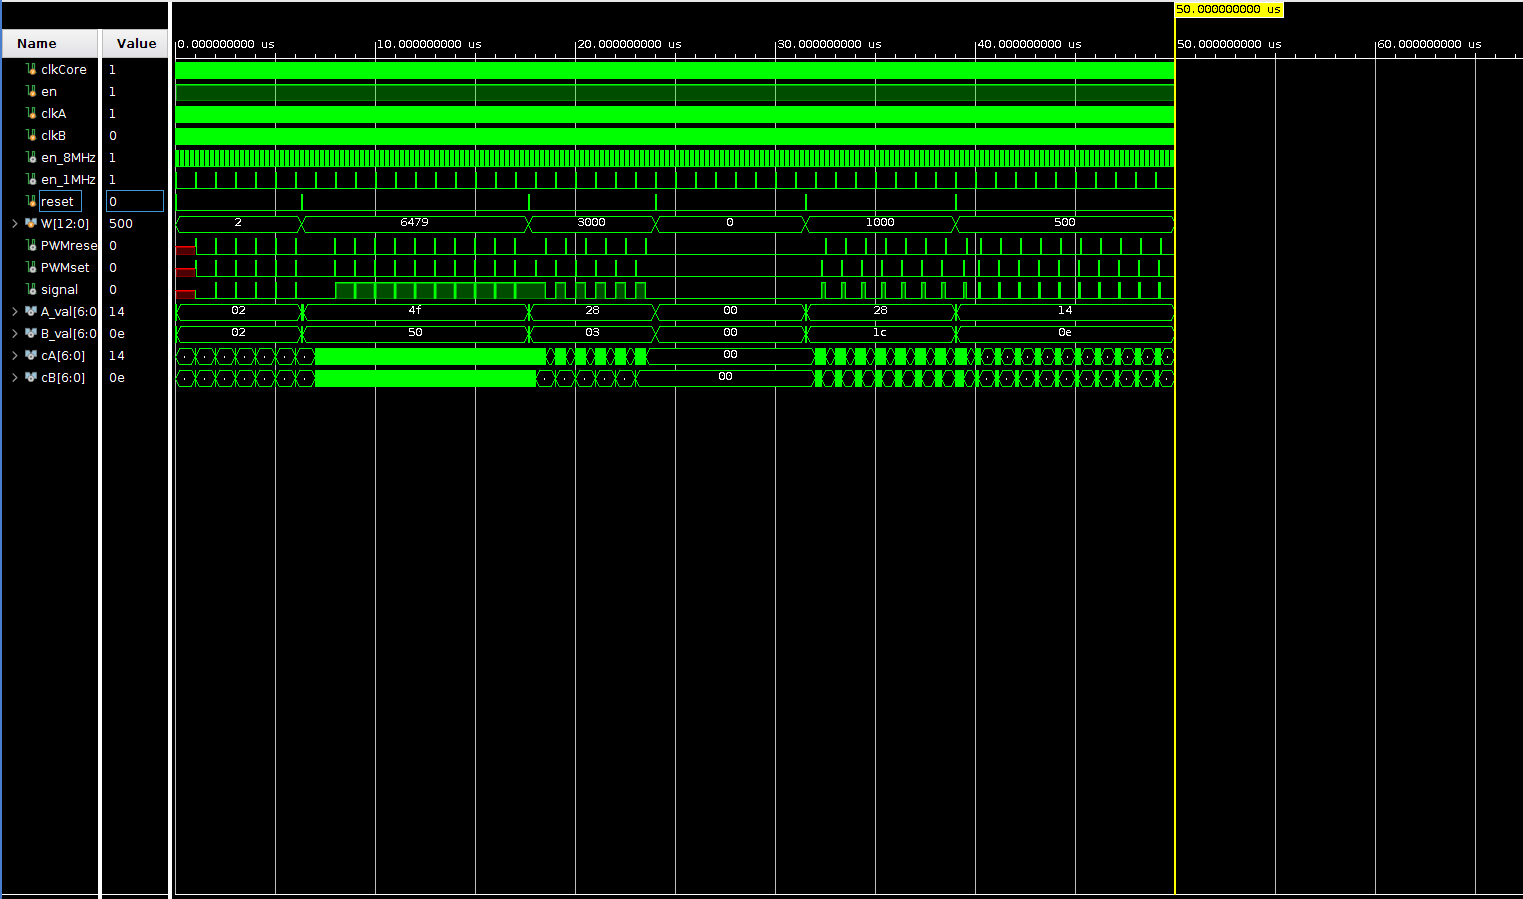 50.000000000 us
Name Value
0.000000000 us 10.000000000 us 20.000000000 us 30.000000000 us 40.000000000 us 50.000000000 us 60.000000000 us
clkCore 1
en 1
clkA 1
clkB 0
en_8MHz 1
en_1MHz 1
reset 0
W[12:0] 500 2 6479 3000 0 1000 500
PWMrese 0
PWMset 0
signal 0
A_val[6:0 14 02 4f 28 00 28 14
B_val[6:0 0e 02 50 03 00 1c 0e
cA[6:0] 14 00
cB[6:0] 0e 00